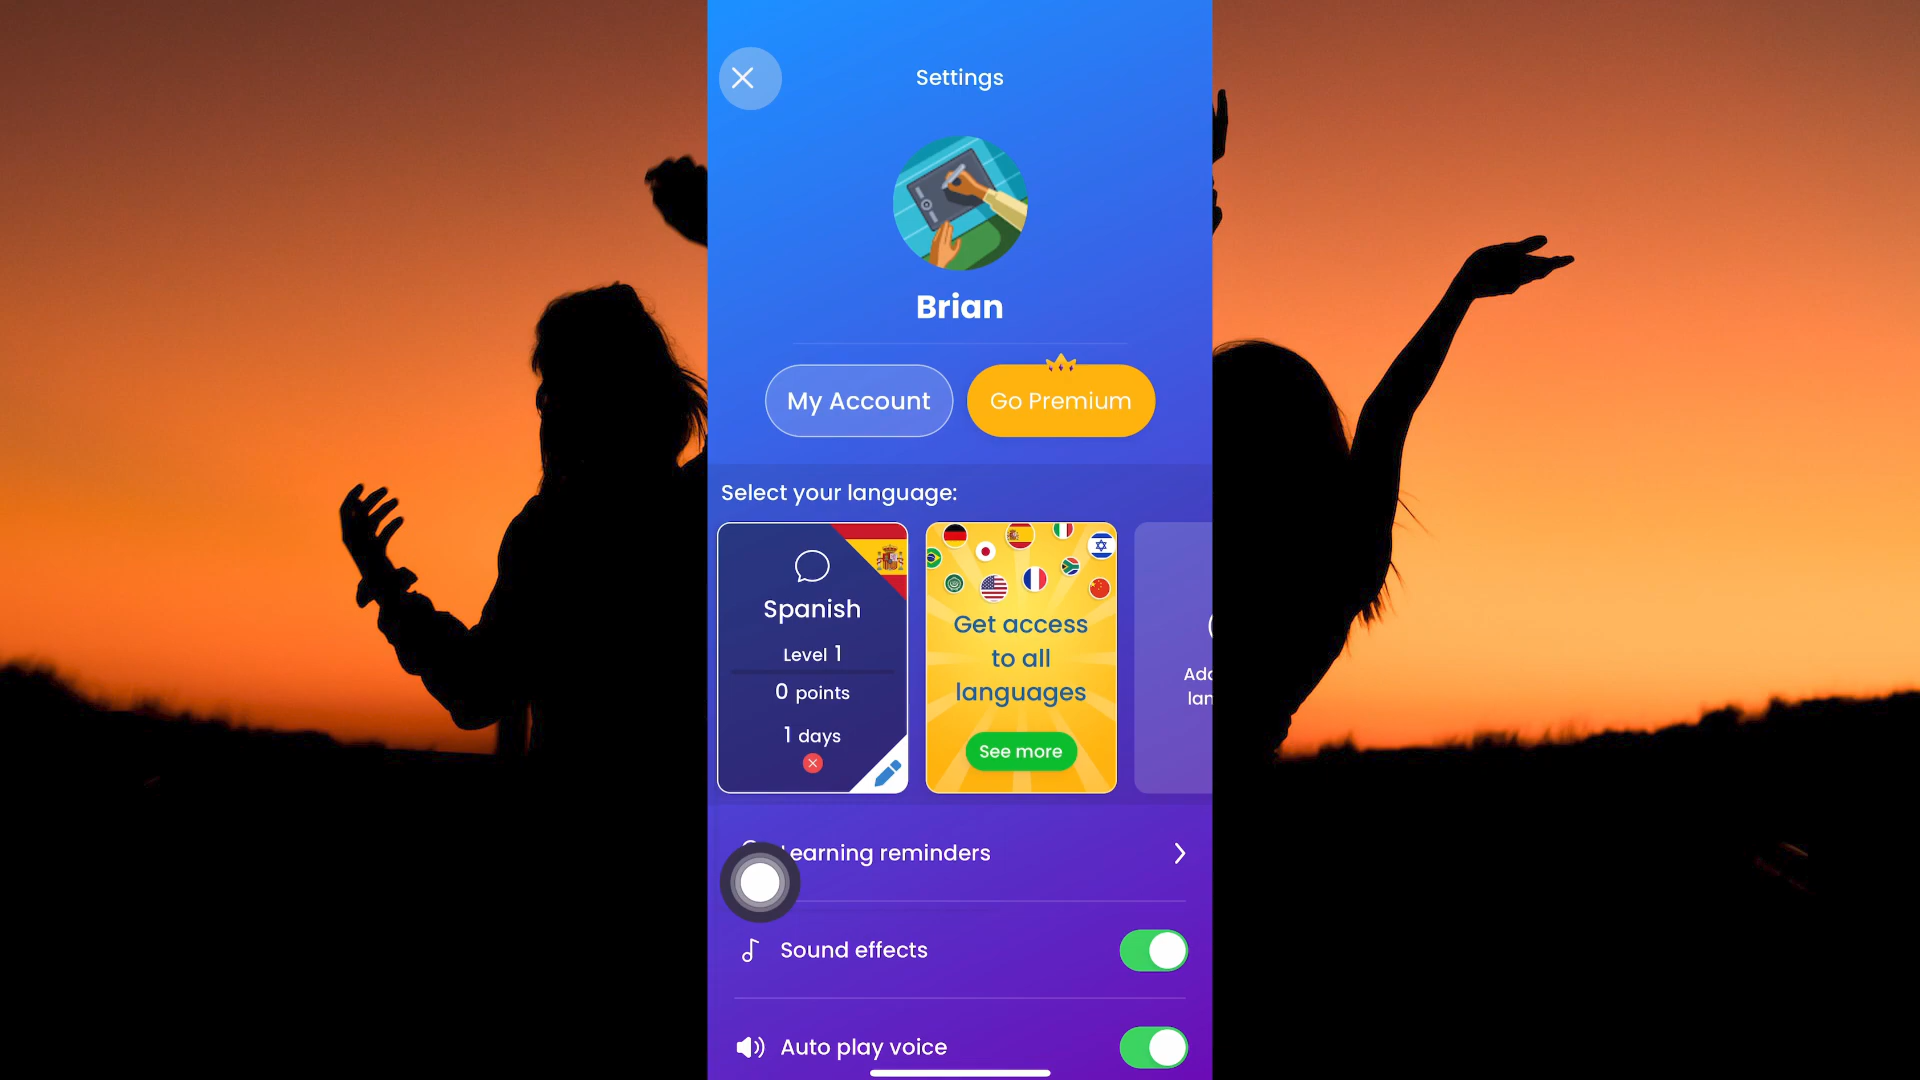 Settings
Brian
My Account
Go Premium
Select your language:
Spanish
Level 1
0 points
1 days
Get access
to all
languages
See more
Learning reminders
Sound effects
Auto play voice